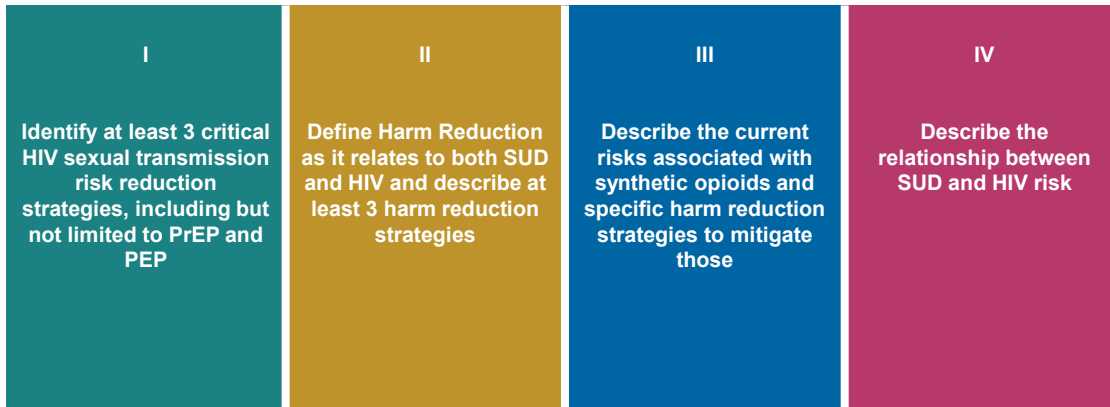 I
Identify at least 3 critical
HIV sexual transmission
risk reduction
strategies, including but
not limited to PrEP and
PEP
II
Define Harm Reduction
as it relates to both SUD
and HIV and describe at
least 3 harm reduction
strategies
III
Describe the current
risks associated with
synthetic opioids and
specific harm reduction
strategies to mitigate
those
IV
Describe the
relationship between
SUD and HIV risk